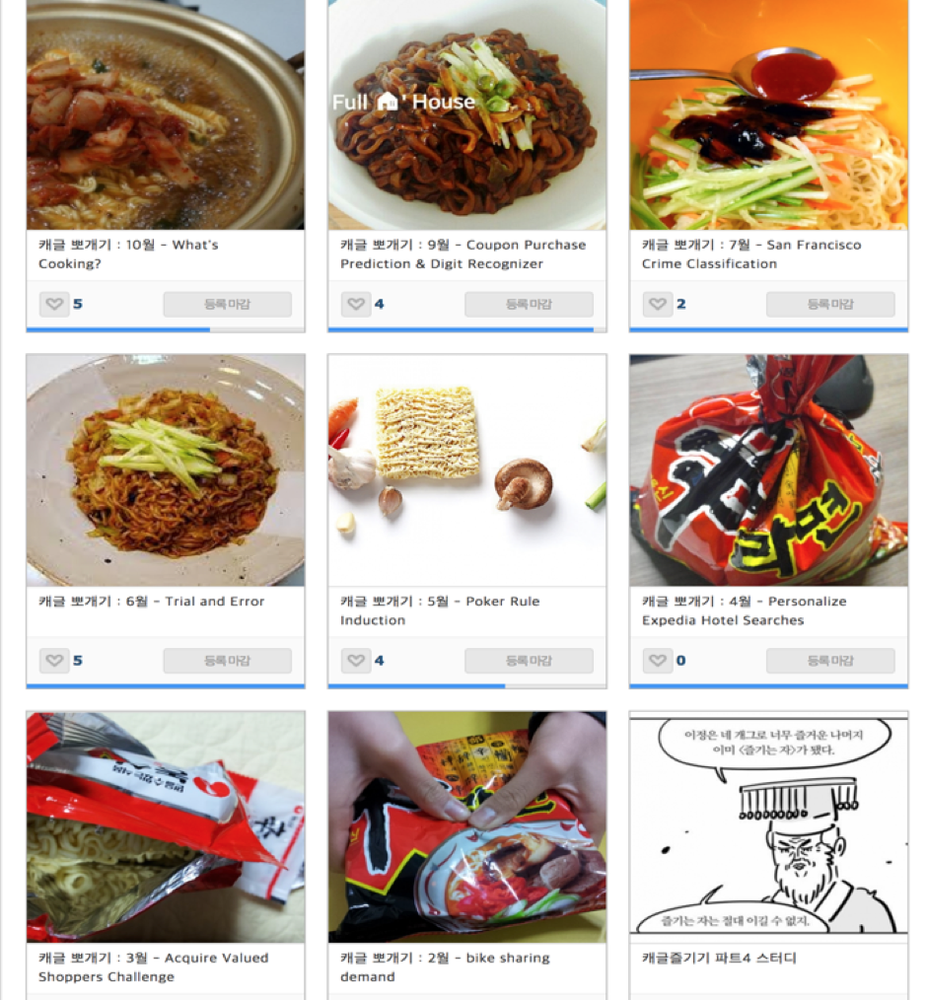 Full House
캐글 뽀개기 : 10월 - What's
Cooking?
캐글 뽀개기 : 9월 - Coupon Purchase
Prediction & Digit Recognizer
캐글 뽀개기 : 7월 - San Francisco
Crime Classification
5
등록마감
4
등록마감
2
등록마감
캐글 뽀개기 : 6월 - Trial and Error
캐글 뽀개기 : 5월 - Poker Rule
Induction
캐글 뽀개기 : 4월 - Personalize
Expedia Hotel Searches
5
등록마감
4
등록마감
0
등록마감
이정은 네 개그로 너무 즐거운 나머지
이미 <즐기는 자>가 됐다.
즐기는 자는 절대 이길 수 없지.
캐글 뽀개기 : 3월 - Acquire Valued
Shoppers Challenge
캐글 뽀개기 : 2월 - bike sharing
demand
캐글즐기기 파트4 스터디